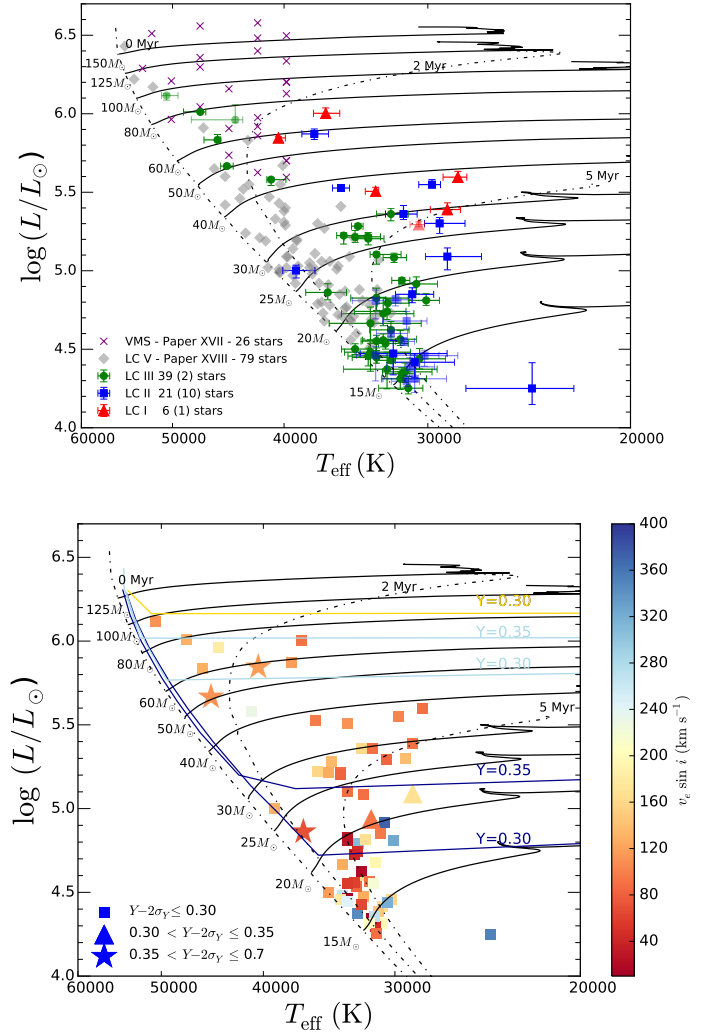 6.5
6.0
5.5
5.0
4.5
4.0
log (L/L⊙)
0 Myr
2 Myr
5 Myr
150M⊙
125M⊙
100M⊙
80M⊙
60M⊙
50M⊙
40M⊙
30M⊙
25M⊙
20M⊙
15M⊙
VMS - Paper XVII - 26 stars
LC V - Paper XVIII - 79 stars
LC III 39 (2) stars
LC II 21 (10) stars
LC I 6 (1) stars
60000 50000 40000 30000 20000
Teff (K)
6.5
6.0
5.5
5.0
4.5
4.0
log (L/L⊙)
0 Myr
2 Myr
5 Myr
125M⊙
100M⊙
80M⊙
60M⊙
50M⊙
40M⊙
30M⊙
25M⊙
20M⊙
15M⊙
Y=0.30
Y=0.35
Y=0.30
Y=0.35
Y=0.30
Y−2σY≤ 0.30
0.30 < Y−2σY ≤ 0.35
0.35 < Y−2σY ≤ 0.7
60000 50000 40000 30000 20000
Teff (K)
400
360
320
280
240
200
160
120
80
40
ve sin i (km s−1)